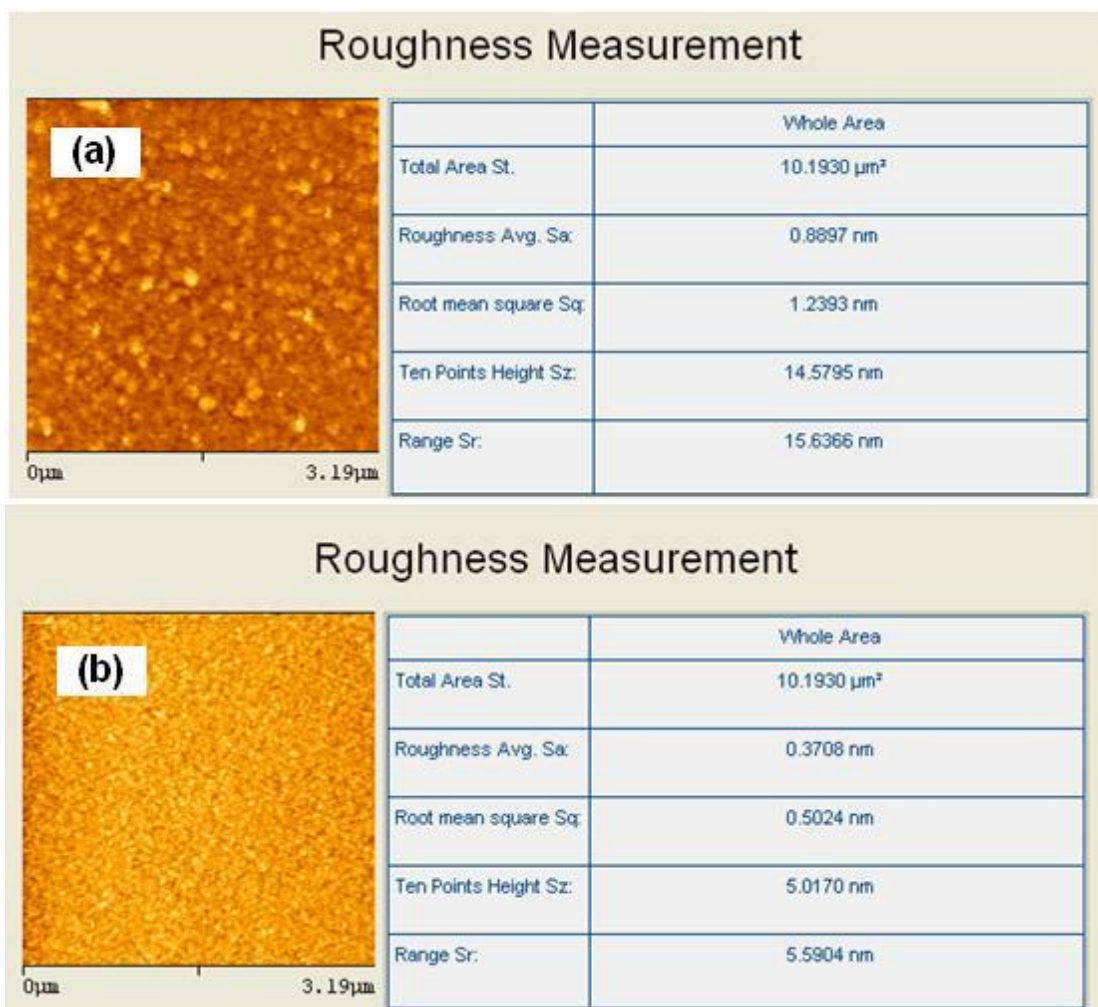 Roughness Measurement
(a)
Whole Area
Total Area St. 10.1930 µm²
Roughness Avg. Sa: 0.8897 nm
Root mean square Sq: 1.2393 nm
Ten Points Height Sz: 14.5795 nm
Range Sr: 15.6366 nm
0µm 3.19µm
Roughness Measurement
(b)
Whole Area
Total Area St. 10.1930 µm²
Roughness Avg. Sa: 0.3708 nm
Root mean square Sq: 0.5024 nm
Ten Points Height Sz: 5.0170 nm
Range Sr: 5.5904 nm
0µm 3.19µm